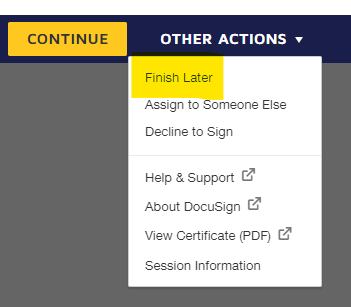 CONTINUE OTHER ACTIONS
Finish Later
Assign to Someone Else
Decline to Sign
Help & Support
About DocuSign
View Certificate (PDF)
Session Information